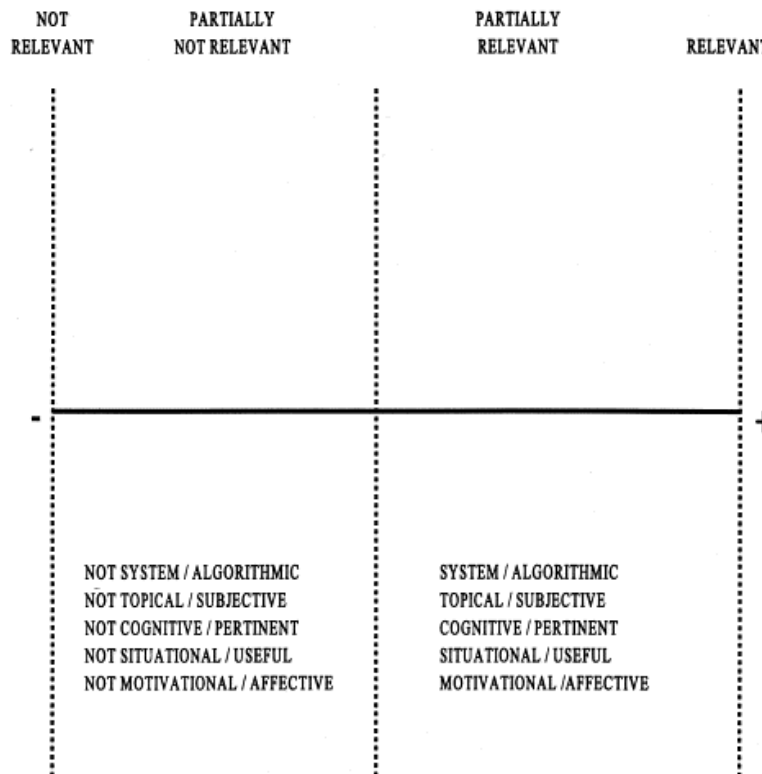 NOT PARTIALLY PARTIALLY
RELEVANT NOT RELEVANT RELEVANT RELEVANT
- +
NOT SYSTEM / ALGORITHMIC SYSTEM / ALGORITHMIC
NOT TOPICAL / SUBJECTIVE TOPICAL / SUBJECTIVE
NOT COGNITIVE / PERTINENT COGNITIVE / PERTINENT
NOT SITUATIONAL / USEFUL SITUATIONAL / USEFUL
NOT MOTIVATIONAL / AFFECTIVE MOTIVATIONAL /AFFECTIVE